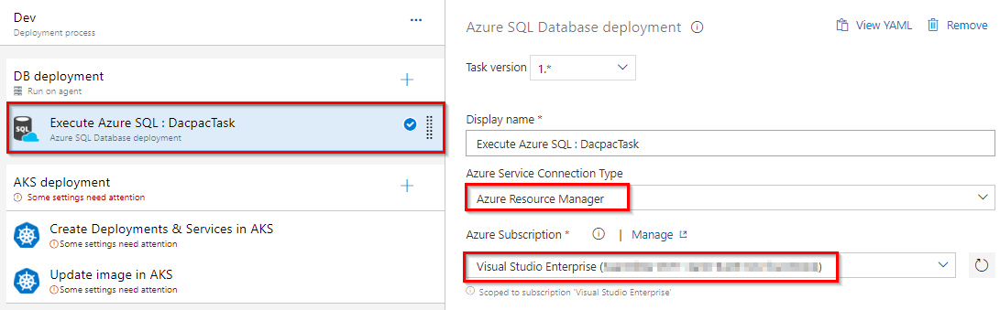 Dev
Deployment process
DB deployment
Run on agent
SQL
Execute Azure SQL : DacpacTask
Azure SQL Database deployment
AKS deployment
Some settings need attention
Create Deployments & Services in AKS
Some settings need attention
Update image in AKS
Some settings need attention
Azure SQL Database deployment
View YAML
Remove
Task version
1.*
Display name *
Execute Azure SQL : DacpacTask
Azure Service Connection Type
Azure Resource Manager
Azure Subscription *
| Manage
Visual Studio Enterprise ( )
Scoped to subscription 'Visual Studio Enterprise'